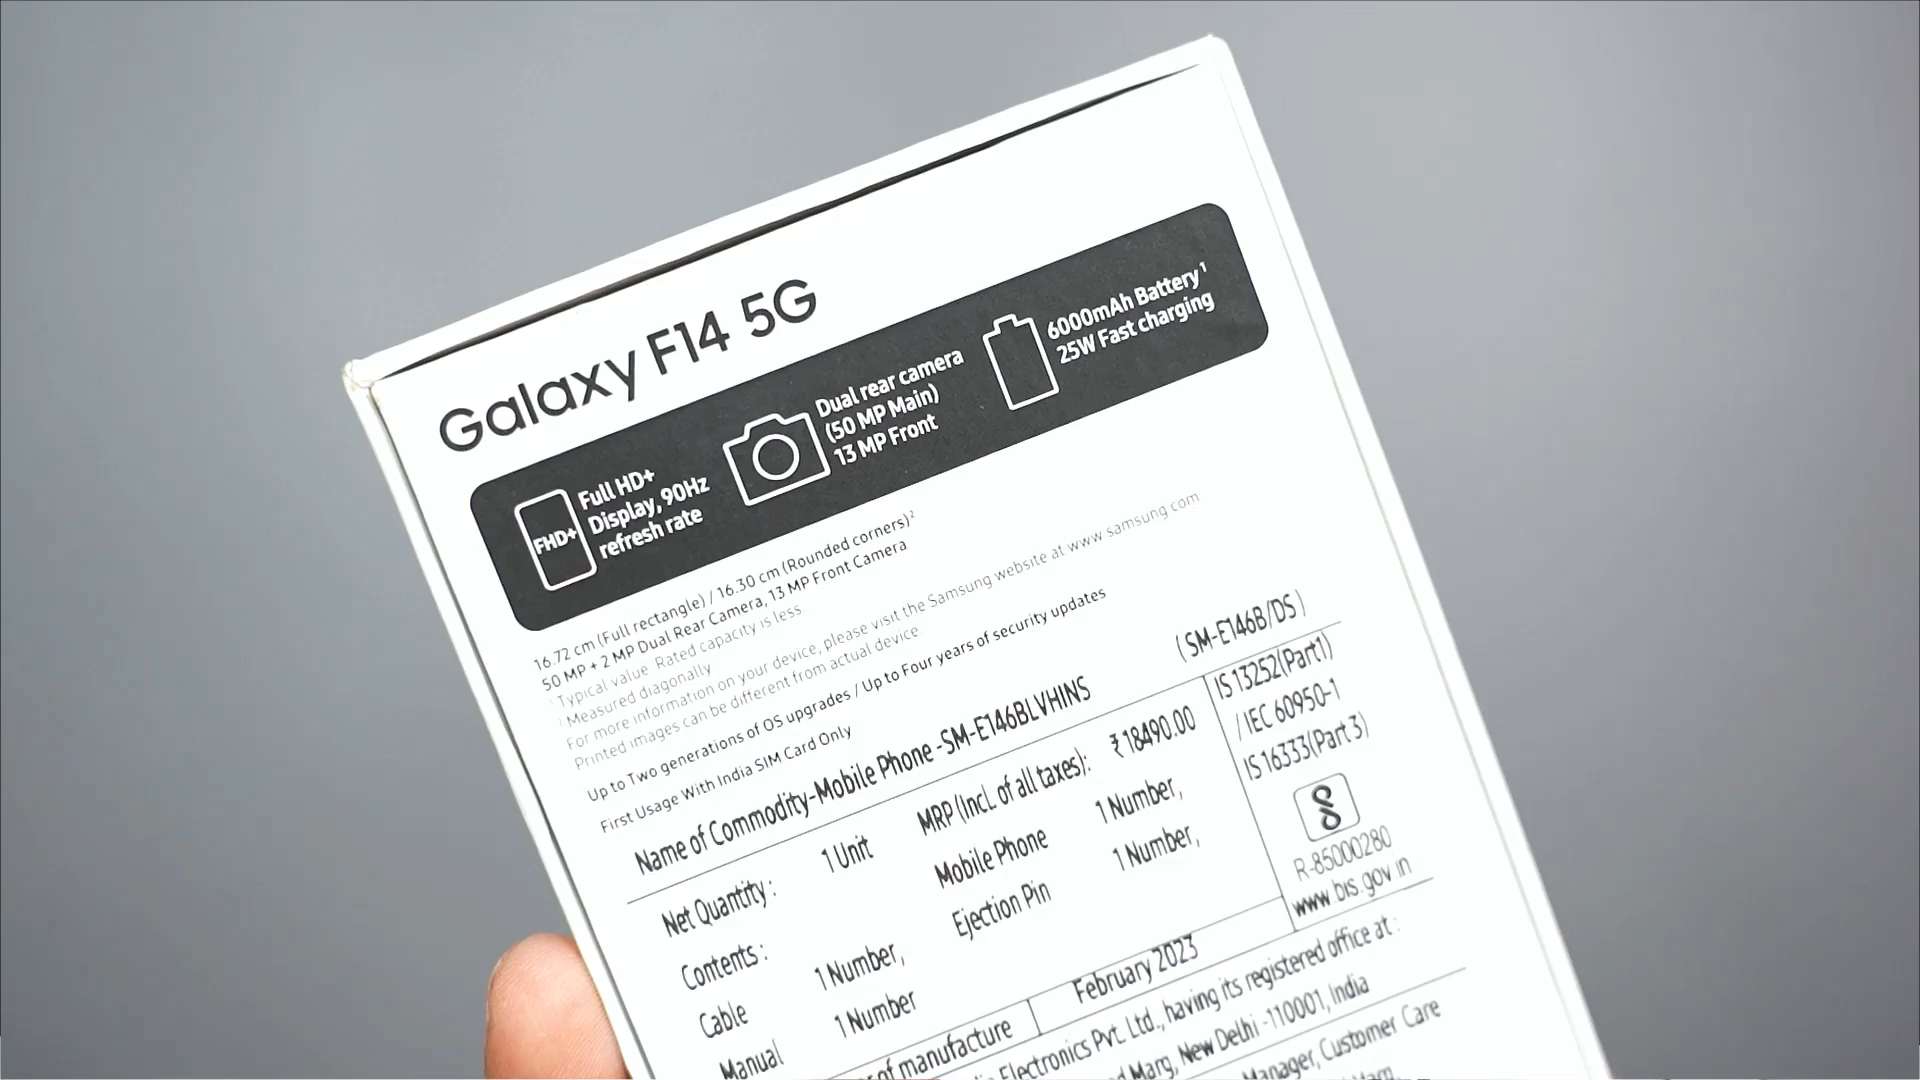 Galaxy F14 5G
FHD+
Full HD+
Display, 90Hz
refresh rate
Dual rear camera
(50 MP Main)
13 MP Front
6000mAh Battery¹
25W Fast charging
16.72 cm (Full rectangle) / 16.30 cm (Rounded corners)²
50 MP + 2 MP Dual Rear Camera, 13 MP Front Camera
Typical value. Rated capacity is less
Measured diagonally
For more information on your device, please visit the Samsung website at www.samsung.com
Printed images can be different from actual device
Up to Two generations of OS upgrades / Up to Four years of security updates
First Usage With India SIM Card Only
Name of Commodity-Mobile Phone -SM-E146BLVHINS (SM-E146B/DS)
Net Quantity: 1 Unit MRP (Incl. of all taxes): ₹ 18490.00
Contents: Mobile Phone 1 Number,
Cable 1 Number, Ejection Pin 1 Number,
Manual 1 Number
IS 13252(Part1)
/ IEC 60950-1
IS 16333(Part 3)
R-85000280
www.bis.gov.in
of manufacture February 2023
Electronics Pvt. Ltd., having its registered office at :
Marg, New Delhi -110001, India
Manager, Customer Care